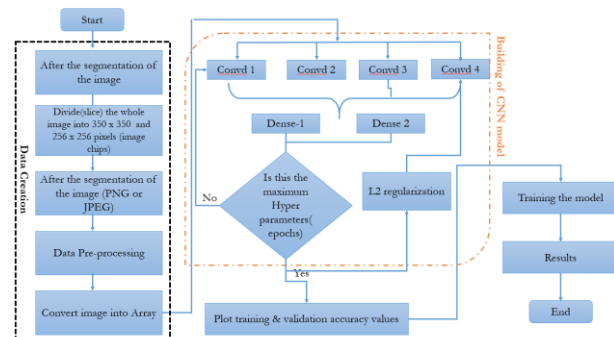 Start
Data Creation
After the segmentation of
the image
Divide(slice) the whole
image into 350 x 350 and
256 x 256 pixels (image
chips)
After the segmentation of
the image (PNG or
JPEG)
Data Pre-processing
Convert image into Array
Building of CNN model
Convd 1
Convd 2
Convd 3
Convd 4
Dense-1
Dense 2
Is this the
maximum
Hyper
parameters(
epochs)
No
Yes
L2 regularization
Plot training & validation accuracy values
Training the model
Results
End